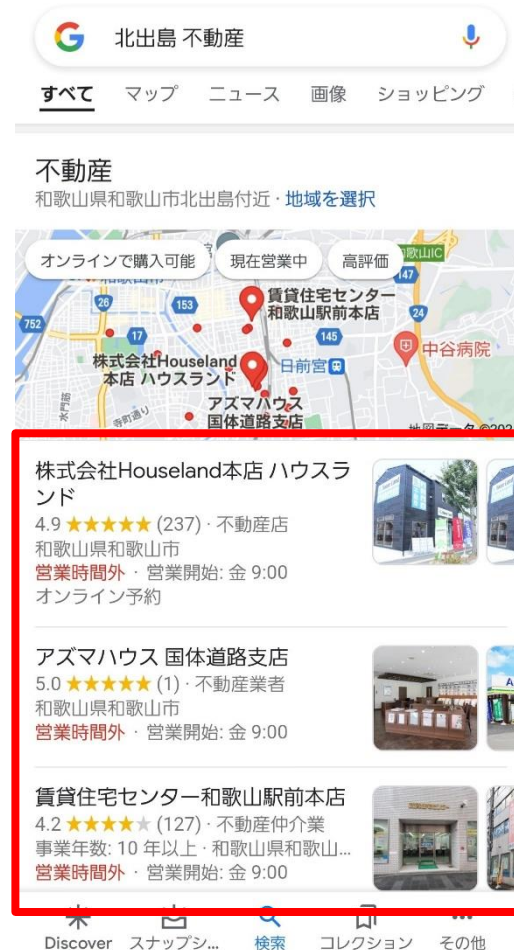 北出島 不動産
すべて マップ ニュース 画像 ショッピング
不動産
和歌山県和歌山市北出島付近・地域を選択
オンラインで購入可能 現在営業中 高評価
和歌山IC
147
26
153
賃貸住宅センター
和歌山駅前本店
24
752
17
145
中谷病院
株式会社Houseland
本店 ハウスランド
日前宮
アズマハウス
国体道路支店
水門筋
寺町通り
株式会社Houseland本店 ハウスラ
ンド
4.9 ★★★★★ (237)・不動産店
和歌山県和歌山市
営業時間外・営業開始: 金 9:00
オンライン予約
アズマハウス 国体道路支店
5.0 ★★★★★ (1)・不動産業者
和歌山県和歌山市
営業時間外・営業開始: 金 9:00
賃貸住宅センター和歌山駅前本店
4.2 ★★★★★ (127)・不動産仲介業
事業年数: 10 年以上・和歌山県和歌山...
営業時間外・営業開始: 金 9:00
Discover スナップシ... 検索 コレクション その他